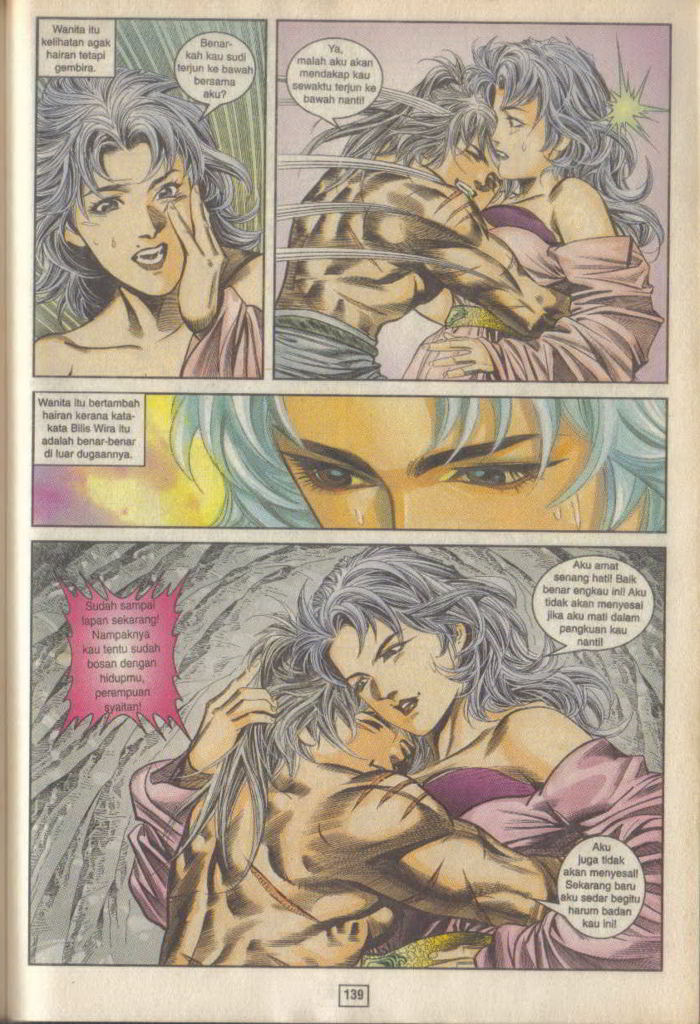 Wanita itu
kelihatan agak
hairan tetapi
gembira.
Benar-
kah kau sudi
terjun ke bawah
bersama
aku?
Ya,
malah aku akan
mendakap kau
sewaktu terjun ke
bawah nanti!
Wanita itu bertambah
hairan kerana kata-
kata Bilis Wira itu
adalah benar-benar
di luar dugaannya.
Sudah sampai
lapan sekarang!
Nampaknya
kau tentu sudah
bosan dengan
hidupmu,
perempuan
syaitan!
Aku amat
senang hati! Baik
benar engkau ini! Aku
tidak akan menyesal
jika aku mati dalam
pangkuan kau
nanti!
Aku
juga tidak
akan menyesal!
Sekarang baru
aku sedar begitu
harum badan
kau ini!
139